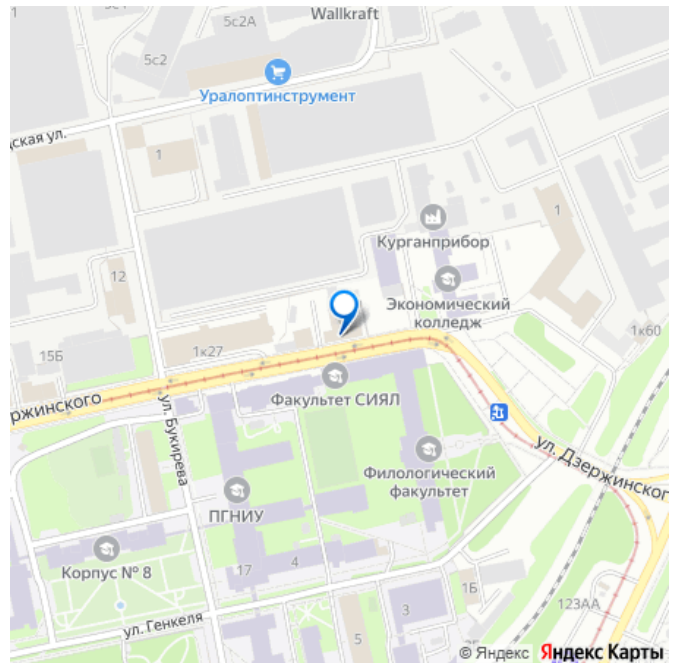 Wallkraft
5с2А
5с2
Уралоптинструмент
ская ул.
1
1
Курганприбор
12
Экономический
колледж
1к27
1к60
15Б
Факультет СИЯЛ
ржинского
ул. Букирева
ул. Дзержинского
Филологический
факультет
ПГНИУ
Корпус № 8
17
4
1Б
3
123АА
5
ул. Генкеля
© Яндекс Яндекс Карты